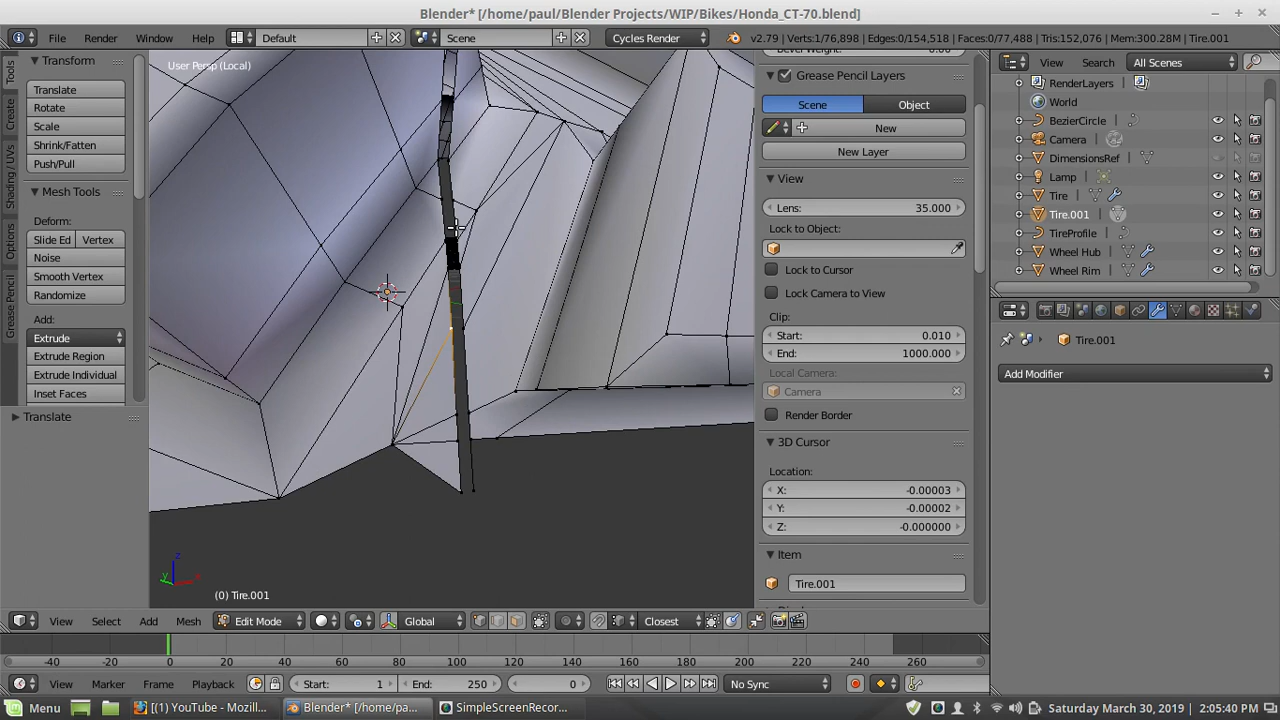 Blender* [/home/paul/Blender Projects/WIP/Bikes/Honda_CT-70.blend]
File Render Window Help Default Scene Cycles Render v2.79 | Verts:1/76,898 | Edges:0/154,518 | Faces:0/77,488 | Tris:152,076 | Mem:300.28M | Tire.001
Tools
Create
Shading / UVs
Options
Grease Pencil
Transform
Translate
Rotate
Scale
Shrink/Fatten
Push/Pull
Mesh Tools
Deform:
Slide Ed Vertex
Noise
Smooth Vertex
Randomize
Add:
Extrude
Extrude Region
Extrude Individual
Inset Faces
Translate
User Persp (Local)
z
y x
(0) Tire.001
Grease Pencil Layers
Scene Object
New
New Layer
View
Lens: 35.000
Lock to Object:
Lock to Cursor
Lock Camera to View
Clip:
Start: 0.010
End: 1000.000
Local Camera:
Camera
Render Border
3D Cursor
Location:
X: -0.00003
Y: -0.00002
Z: -0.000000
Item
Tire.001
View Search All Scenes
RenderLayers
World
BezierCircle
Camera
DimensionsRef
Lamp
Tire
Tire.001
TireProfile
Wheel Hub
Wheel Rim
Tire.001
Add Modifier
View Select Add Mesh Edit Mode Global Closest
-40 -20 0 20 40 60 80 100 120 140 160 180 200 220 240 260
View Marker Frame Playback Start: 1 End: 250 0 No Sync
Menu [(1) YouTube - Mozill... Blender* [/home/pa... SimpleScreenRecor... Saturday March 30, 2019 | 2:05:40 PM